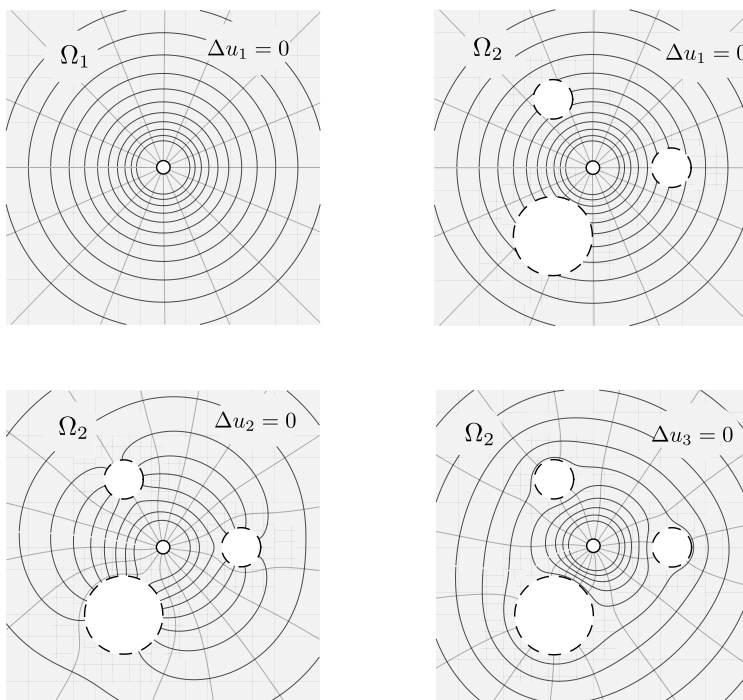 Ω₁ Δu₁ = 0
Ω₂ Δu₁ = 0
Ω₂ Δu₂ = 0
Ω₂ Δu₃ = 0